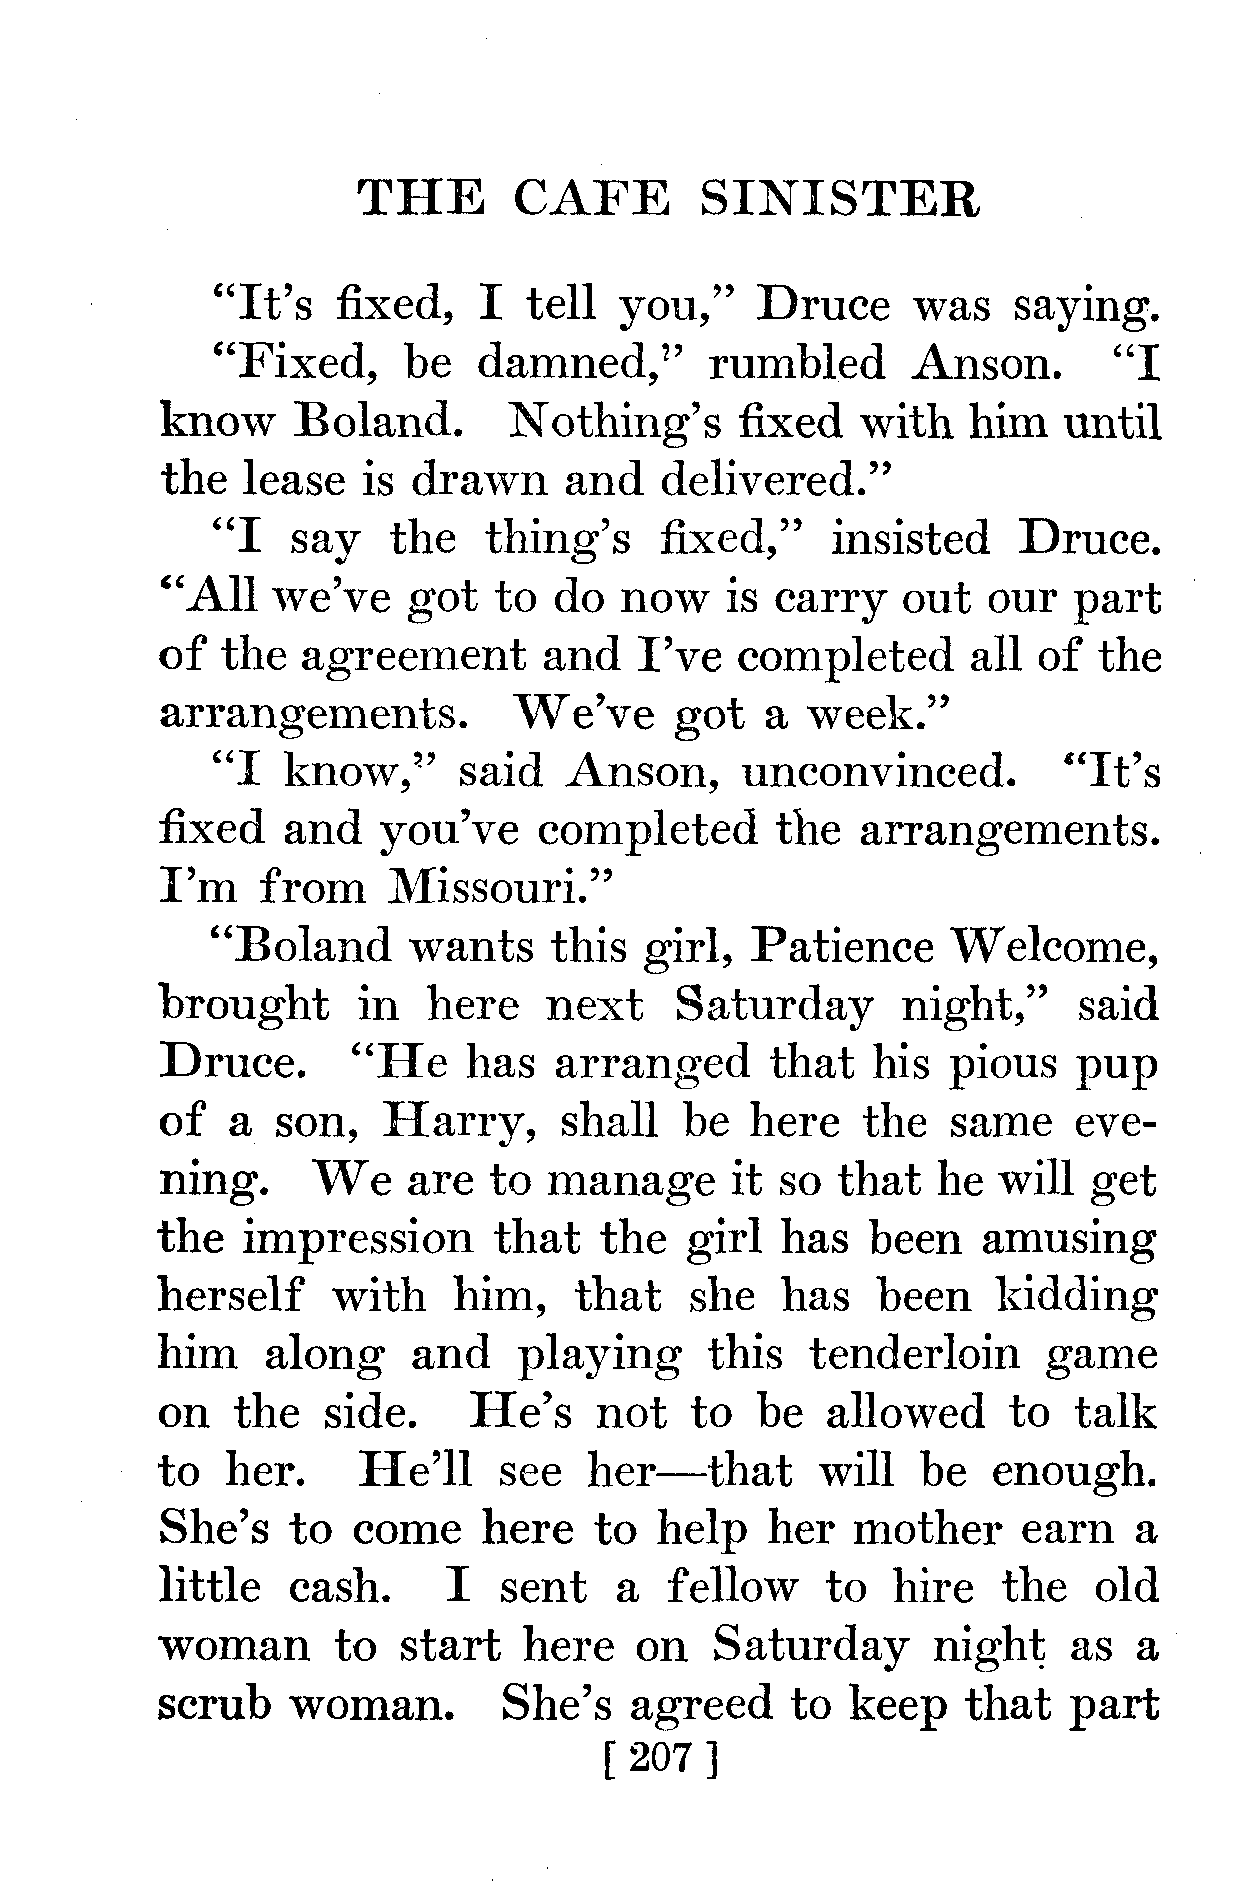 THE CAFE SINISTER
"It's fixed, I tell you," Druce was saying.
"Fixed, be damned," rumbled Anson. "I
know Boland. Nothing's fixed with him until
the lease is drawn and delivered."
"I say the thing's fixed," insisted Druce.
"All we've got to do now is carry out our part
of the agreement and I've completed all of the
arrangements. We've got a week."
"I know," said Anson, unconvinced. "It's
fixed and you've completed the arrangements.
I'm from Missouri."
"Boland wants this girl, Patience Welcome,
brought in here next Saturday night," said
Druce. "He has arranged that his pious pup
of a son, Harry, shall be here the same eve-
ning. We are to manage it so that he will get
the impression that the girl has been amusing
herself with him, that she has been kidding
him along and playing this tenderloin game
on the side. He's not to be allowed to talk
to her. He'll see her—that will be enough.
She's to come here to help her mother earn a
little cash. I sent a fellow to hire the old
woman to start here on Saturday night as a
scrub woman. She's agreed to keep that part
[ 207 ]